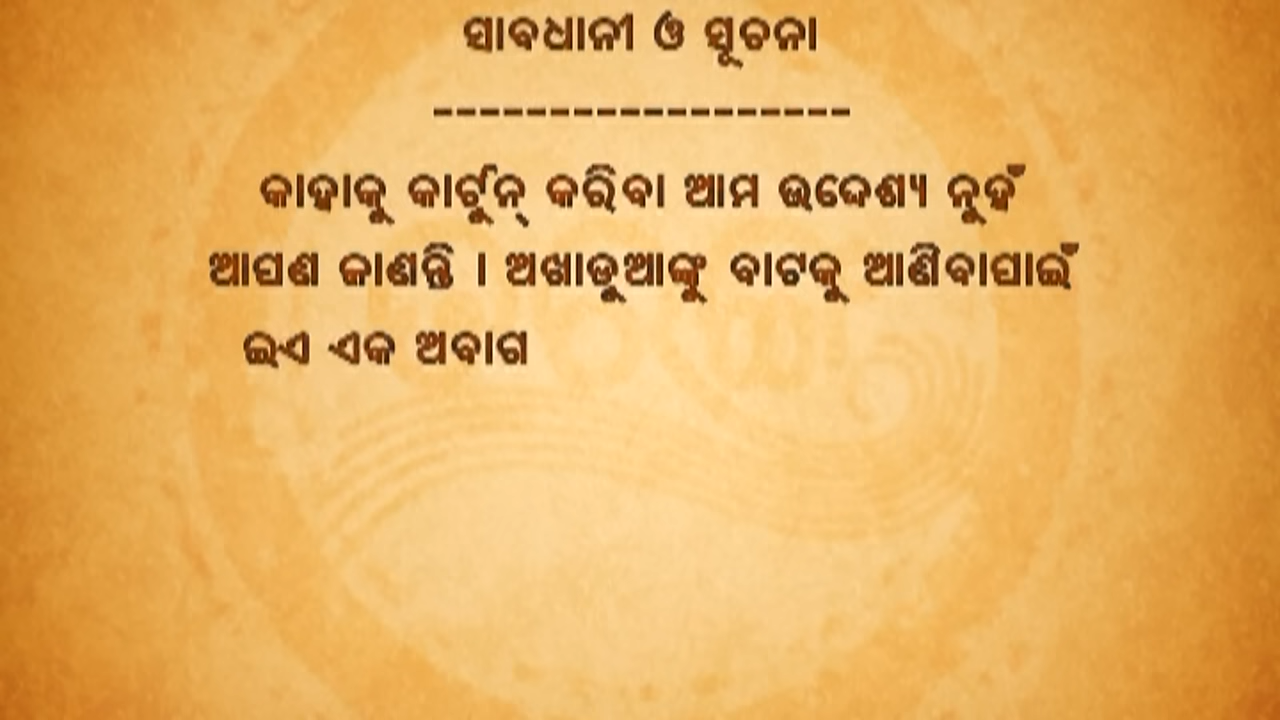 ସାବଧାନୀ ଓ ସୂଚନା
------------------
କାହାକୁ କାର୍ଟୁନ୍ କରିବା ଆମ ଉଦ୍ଦେଶ୍ୟ ନୁହଁ
ଆପଣ ଜାଣନ୍ତି । ଅଖାଡୁଆଙ୍କୁ ବାଟକୁ ଆଣିବାପାଇଁ
ଇଏ ଏକ ଅବାଗ